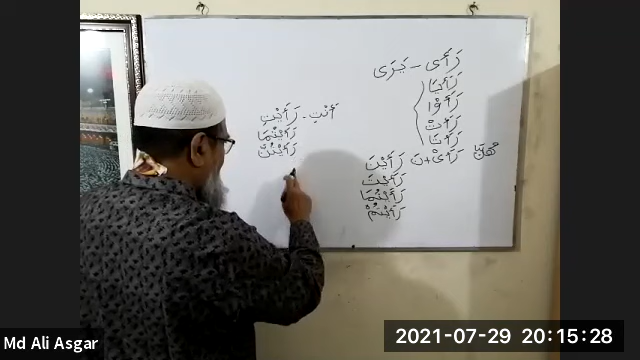 رَأَى - يَرَى
رَأَيَا
رَأَوْا
رَأَتْ
رَأَتَا
هُنَّ رَأَىْ+نَ رَأَيْنَ
رَأَيْتَ
رَأَيْتُمَا
رَأَيْتُمْ
أَنْتِ - رَأَيْتِ
رَأَيْتُمَا
رَأَيْتُنَّ
Md Ali Asgar
2021-07-29 20:15:28